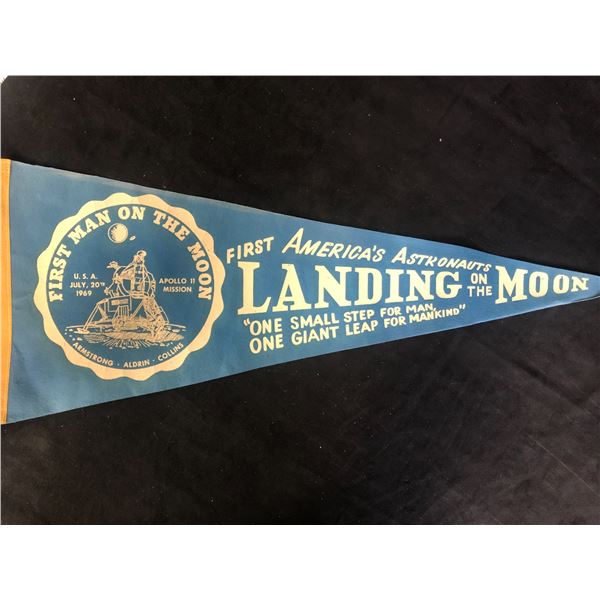 FIRST MAN ON THE MOON
U.S.A.
JULY, 20TH
1969
APOLLO 11
MISSION
ARMSTRONG · ALDRIN · COLLINS
FIRST AMERICA'S ASTRONAUTS
LANDING ON THE MOON
"ONE SMALL STEP FOR MAN,
ONE GIANT LEAP FOR MANKIND"